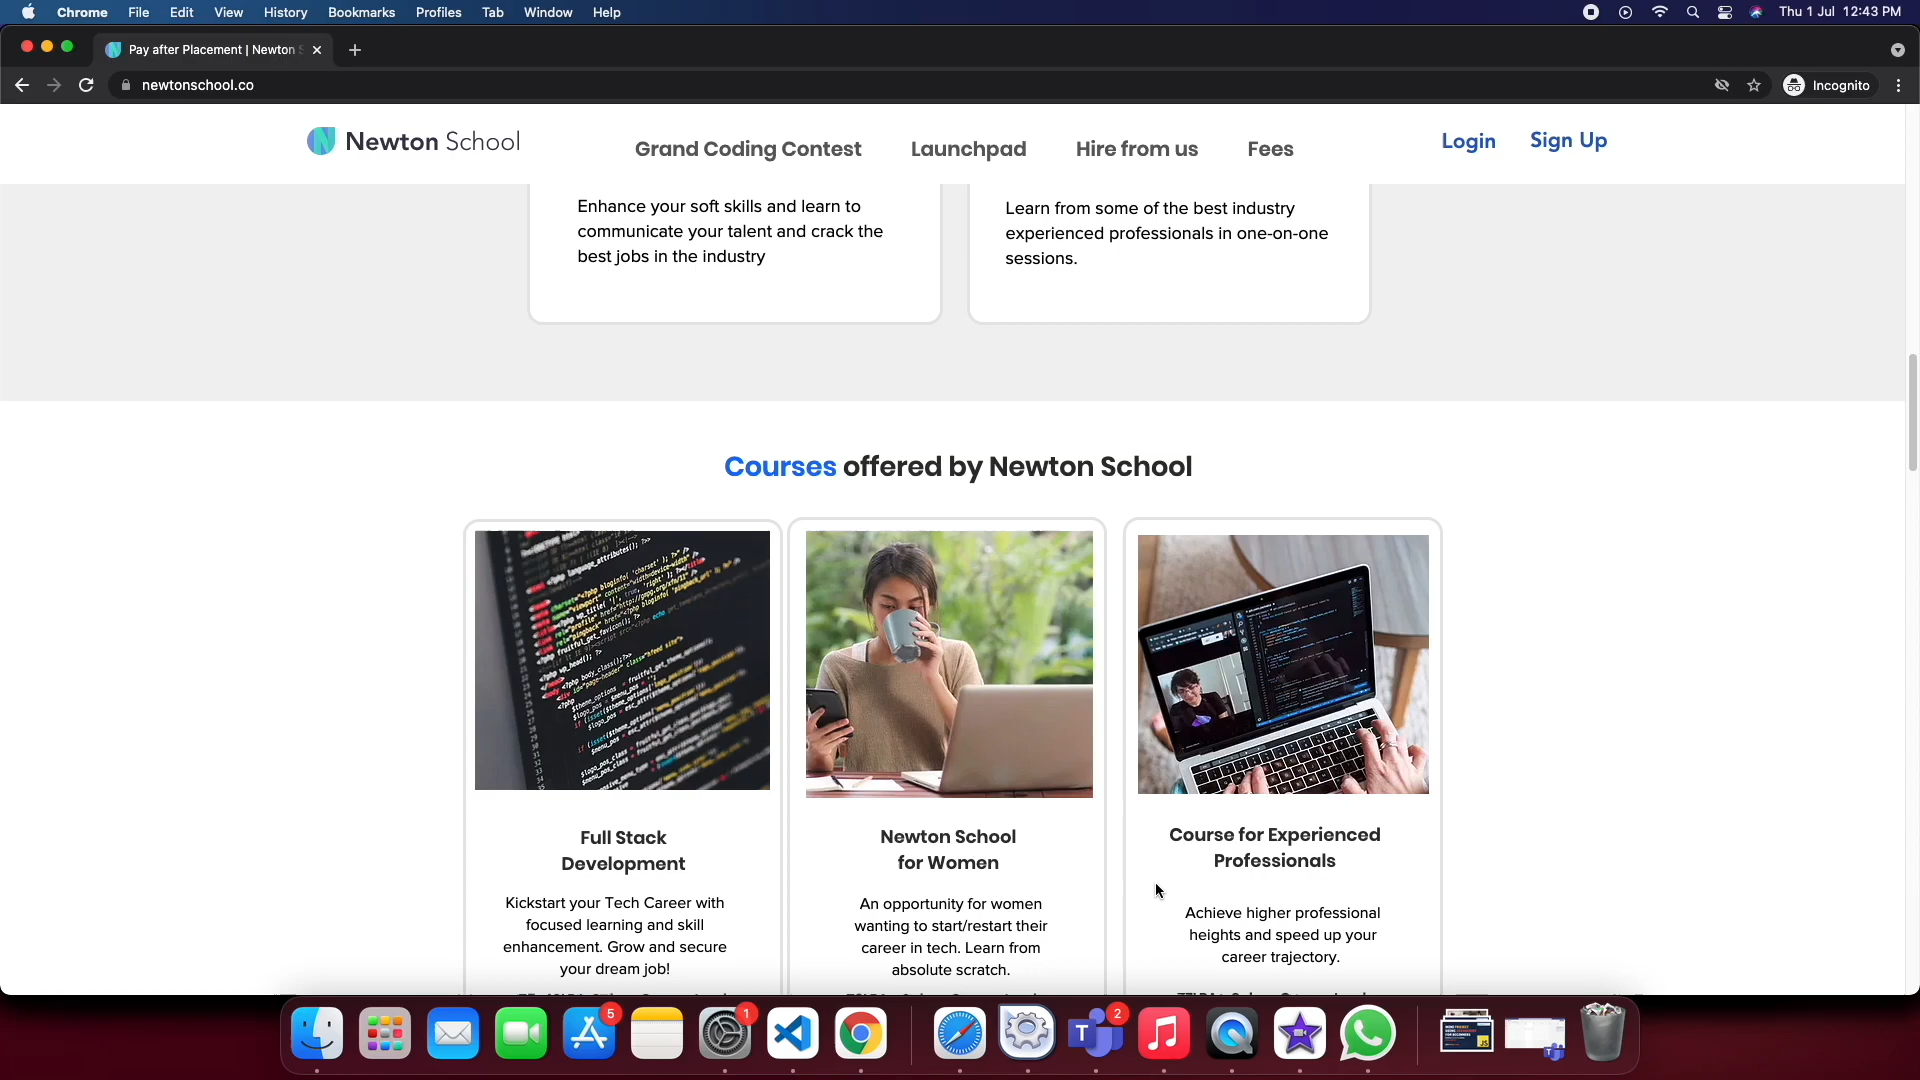 Chrome File Edit View History Bookmarks Profiles Tab Window Help
Thu 1 Jul 12:43 PM
Pay after Placement | Newton
newtonschool.co
Incognito
Newton School
Grand Coding Contest
Launchpad
Hire from us
Fees
Login
Sign Up
Enhance your soft skills and learn to
communicate your talent and crack the
best jobs in the industry
Learn from some of the best industry
experienced professionals in one-on-one
sessions.
Courses offered by Newton School
Full Stack
Development
Kickstart your Tech Career with
focused learning and skill
enhancement. Grow and secure
your dream job!
Newton School
for Women
An opportunity for women
wanting to start/restart their
career in tech. Learn from
absolute scratch.
Course for Experienced
Professionals
Achieve higher professional
heights and speed up your
career trajectory.
5
1
2